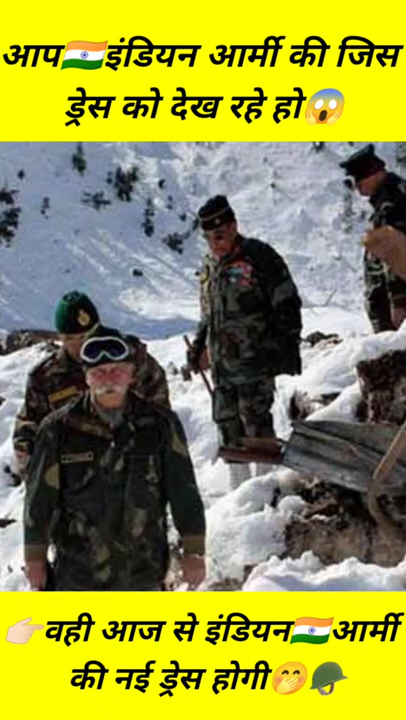 आप🇮🇳इंडियन आर्मी की जिस
ड्रेस को देख रहे हो😱
👉🏻वही आज से इंडियन🇮🇳आर्मी
की नई ड्रेस होगी🤭🪖